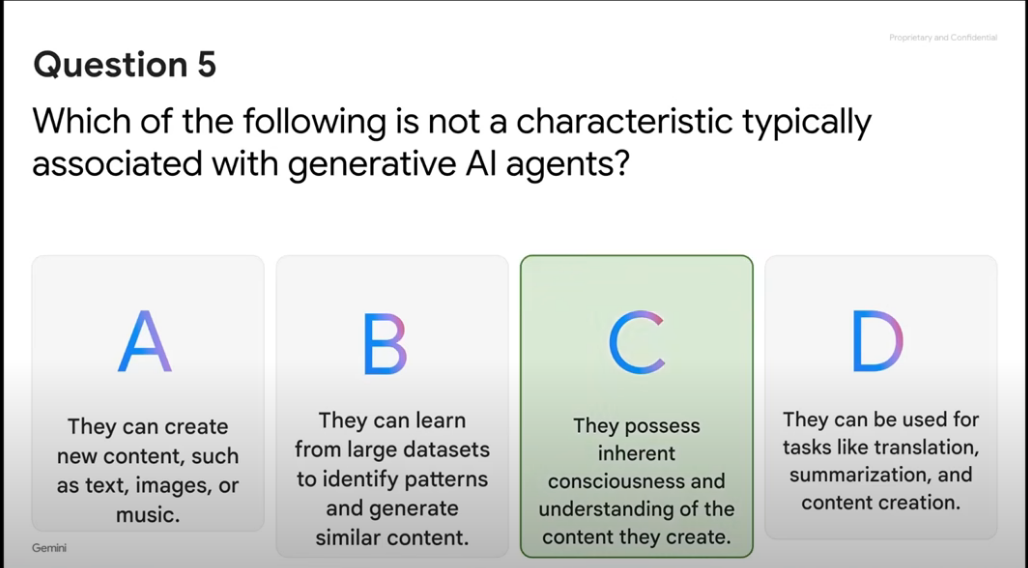 Proprietary and Confidential
Question 5
Which of the following is not a characteristic typically
associated with generative AI agents?
A
They can create
new content, such
as text, images, or
music.
B
They can learn
from large datasets
to identify patterns
and generate
similar content.
C
They possess
inherent
consciousness and
understanding of the
content they create.
D
They can be used for
tasks like translation,
summarization, and
content creation.
Gemini